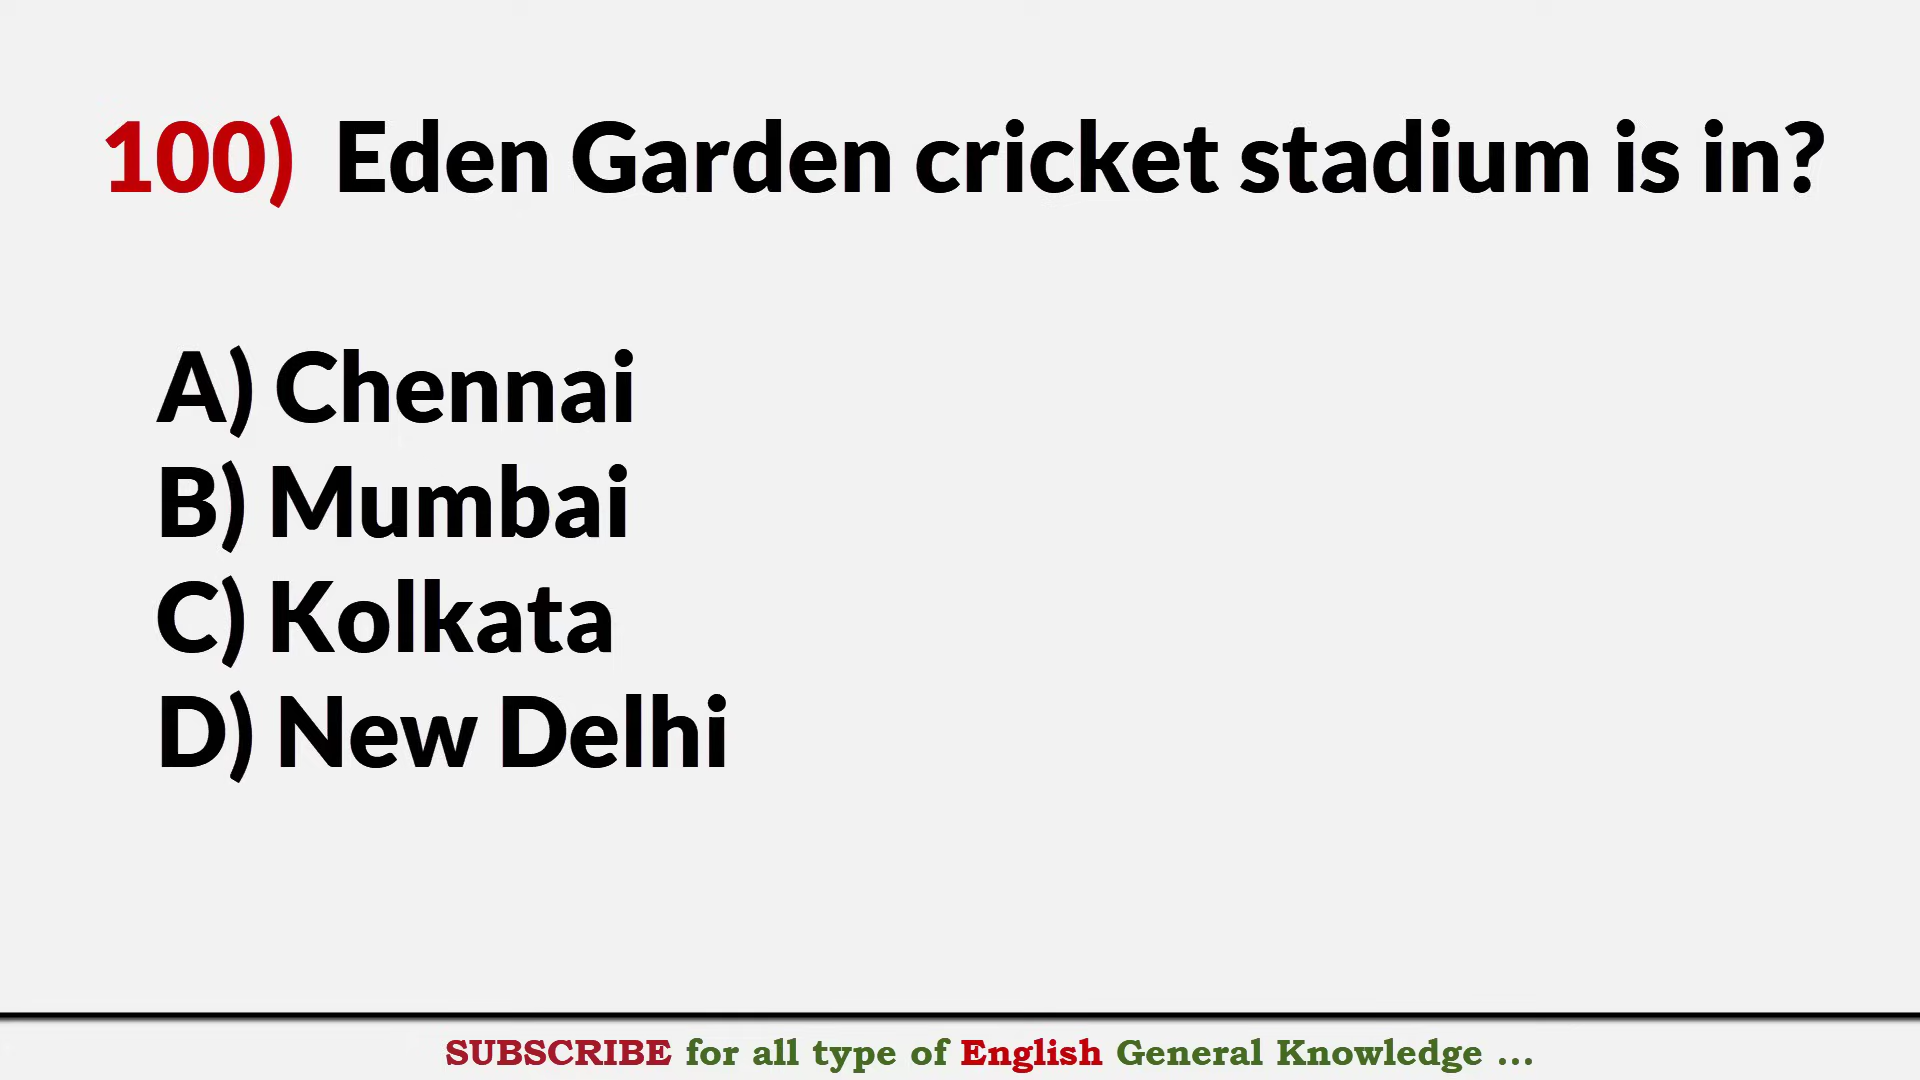 100) Eden Garden cricket stadium is in?
A) Chennai
B) Mumbai
C) Kolkata
D) New Delhi
SUBSCRIBE for all type of English General Knowledge ...